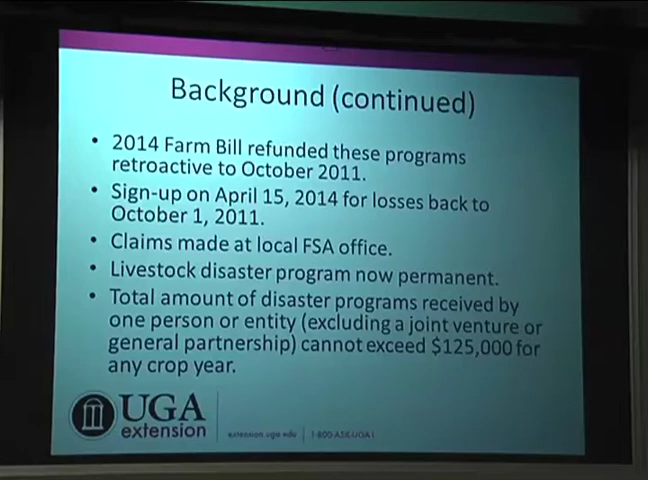 Background (continued)
• 2014 Farm Bill refunded these programs
retroactive to October 2011.
• Sign-up on April 15, 2014 for losses back to
October 1, 2011.
• Claims made at local FSA office.
• Livestock disaster program now permanent.
• Total amount of disaster programs received by
one person or entity (excluding a joint venture or
general partnership) cannot exceed $125,000 for
any crop year.
UGA
extension
extension.uga.edu | 1-800-ASKUGA1